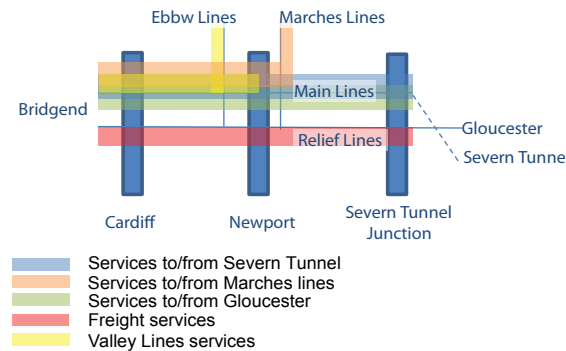 Ebbw Lines
Marches Lines
Main Lines
Bridgend
Gloucester
Relief Lines
Severn Tunne
Cardiff
Newport
Severn Tunnel
Junction
Services to/from Severn Tunnel
Services to/from Marches lines
Services to/from Gloucester
Freight services
Valley Lines services